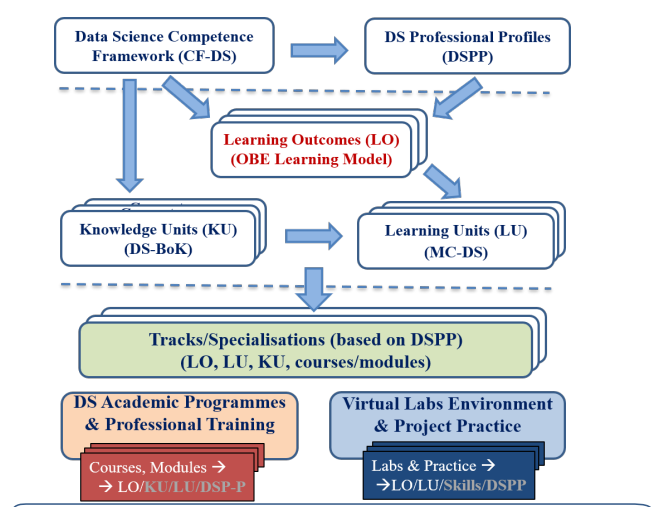 Data Science Competence
Framework (CF-DS)
DS Professional Profiles
(DSPP)
Learning Outcomes (LO)
(OBE Learning Model)
Knowledge Units (KU)
(DS-BoK)
Learning Units (LU)
(MC-DS)
Tracks/Specialisations (based on DSPP)
(LO, LU, KU, courses/modules)
DS Academic Programmes
& Professional Training
Courses, Modules →
→ LO/KU/LU/DSP-P
Virtual Labs Environment
& Project Practice
Labs & Practice →
→LO/LU/Skills/DSPP